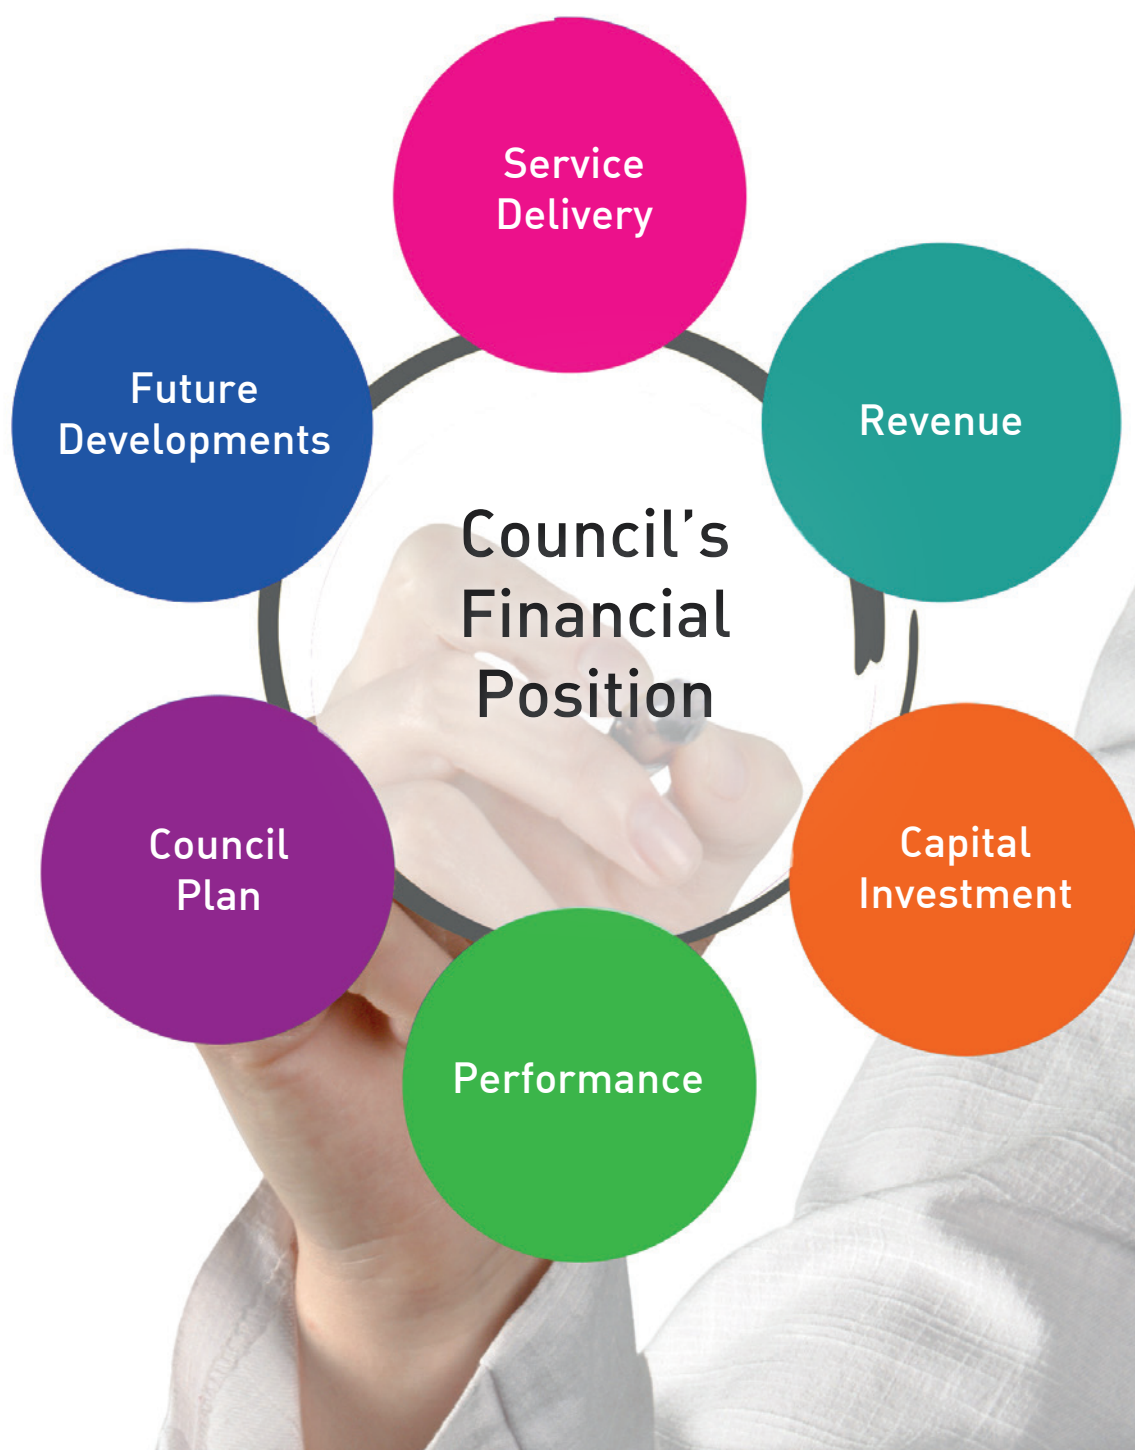 Service
Delivery
Future
Developments
Revenue
Council’s
Financial
Position
Council
Plan
Capital
Investment
Performance